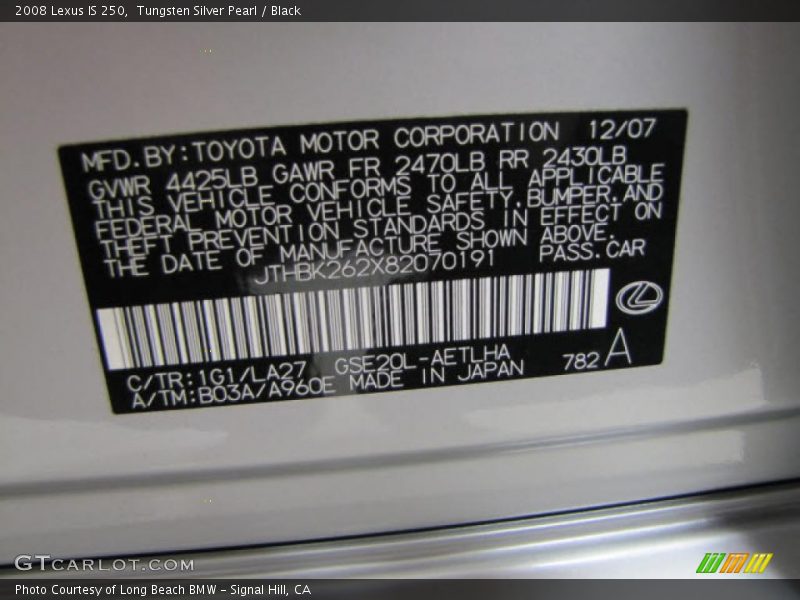 2008 Lexus IS 250, Tungsten Silver Pearl / Black
MFD.BY:TOYOTA MOTOR CORPORATION 12/07
GVWR 4425LB GAWR FR 2470LB RR 2430LB
THIS VEHICLE CONFORMS TO ALL APPLICABLE
FEDERAL MOTOR VEHICLE SAFETY,BUMPER,AND
THEFT PREVENTION STANDARDS IN EFFECT ON
THE DATE OF MANUFACTURE SHOWN ABOVE.
JTHBK262X82070191 PASS.CAR
C/TR:1G1/LA27 GSE20L-AETLHA 782 A
A/TM:B03A/A960E MADE IN JAPAN
GTCARLOT.COM
Photo Courtesy of Long Beach BMW - Signal Hill, CA